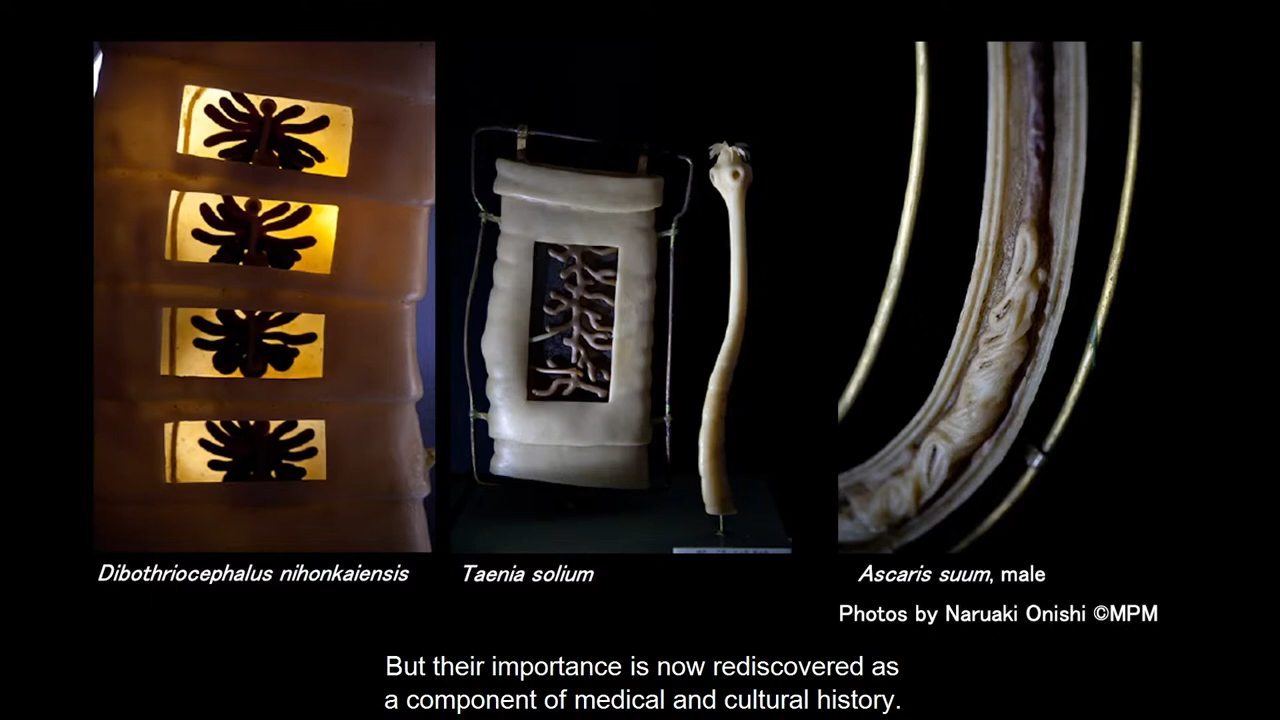 Dibothriocephalus nihonkaiensis
Taenia solium
Ascaris suum, male
Photos by Naruaki Onishi ©MPM
But their importance is now rediscovered as
a component of medical and cultural history.